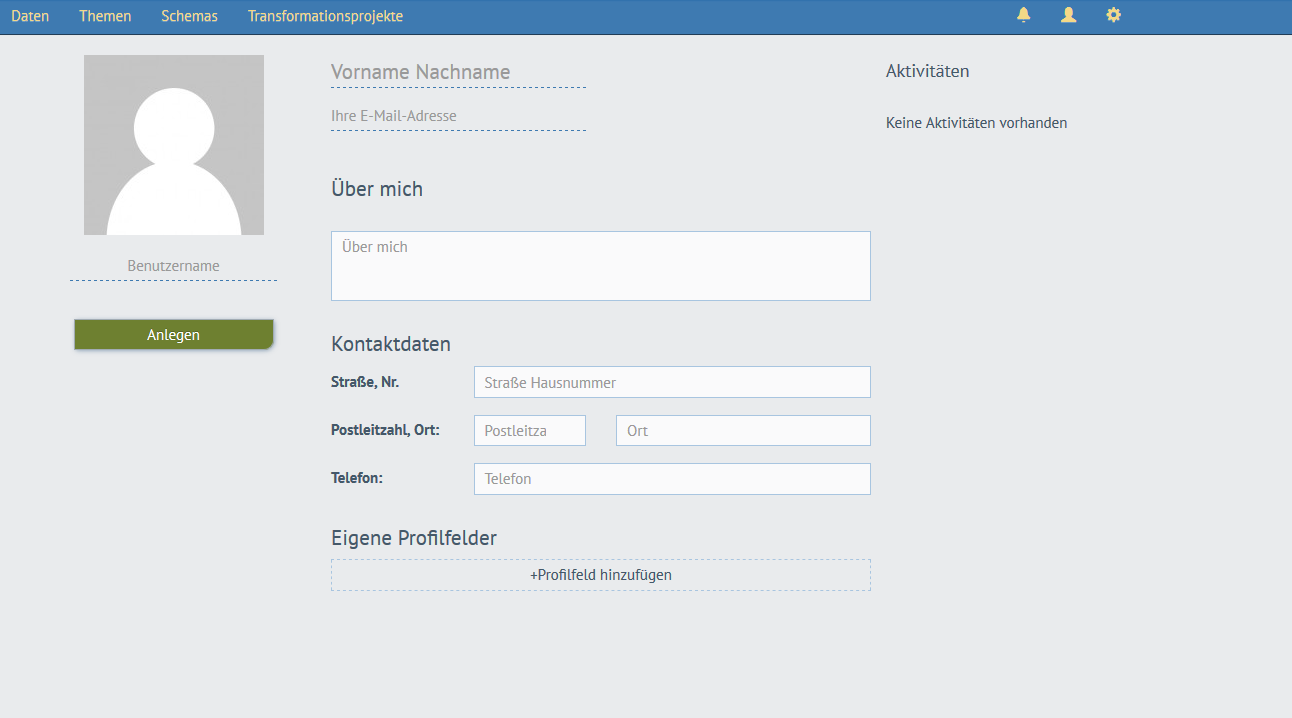 Daten Themen Schemas Transformationsprojekte
Vorname Nachname
Ihre E-Mail-Adresse
Aktivitäten
Keine Aktivitäten vorhanden
Benutzername
Anlegen
Über mich
Über mich
Kontaktdaten
Straße, Nr. Straße Hausnummer
Postleitzahl, Ort: Postleitza Ort
Telefon: Telefon
Eigene Profilfelder
+Profilfeld hinzufügen